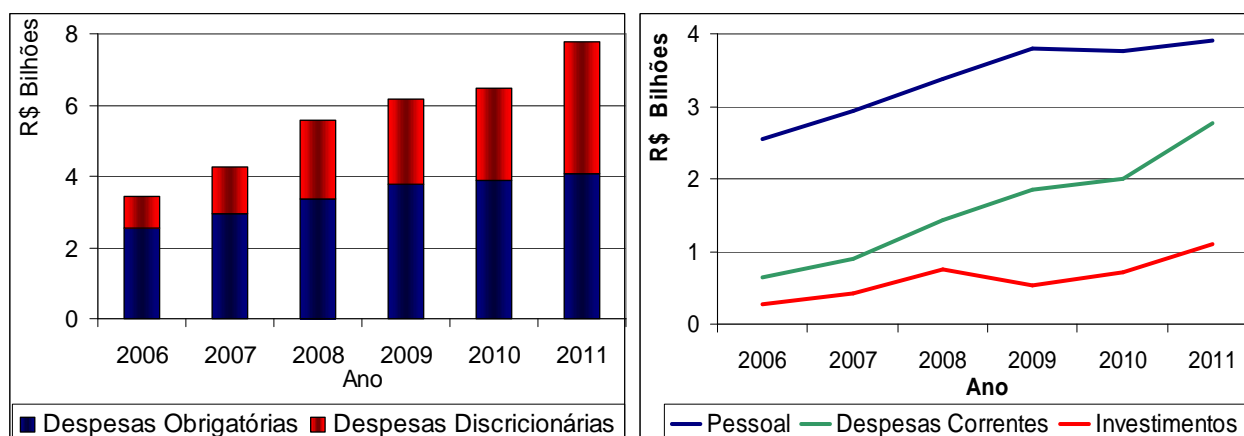 R$ Bilhões
8
6
4
2
0
2006 2007 2008 2009 2010 2011
Ano
Despesas Obrigatórias Despesas Discricionárias
R$ Bilhões
4
3
2
1
0
2006 2007 2008 2009 2010 2011
Ano
Pessoal Despesas Correntes Investimentos